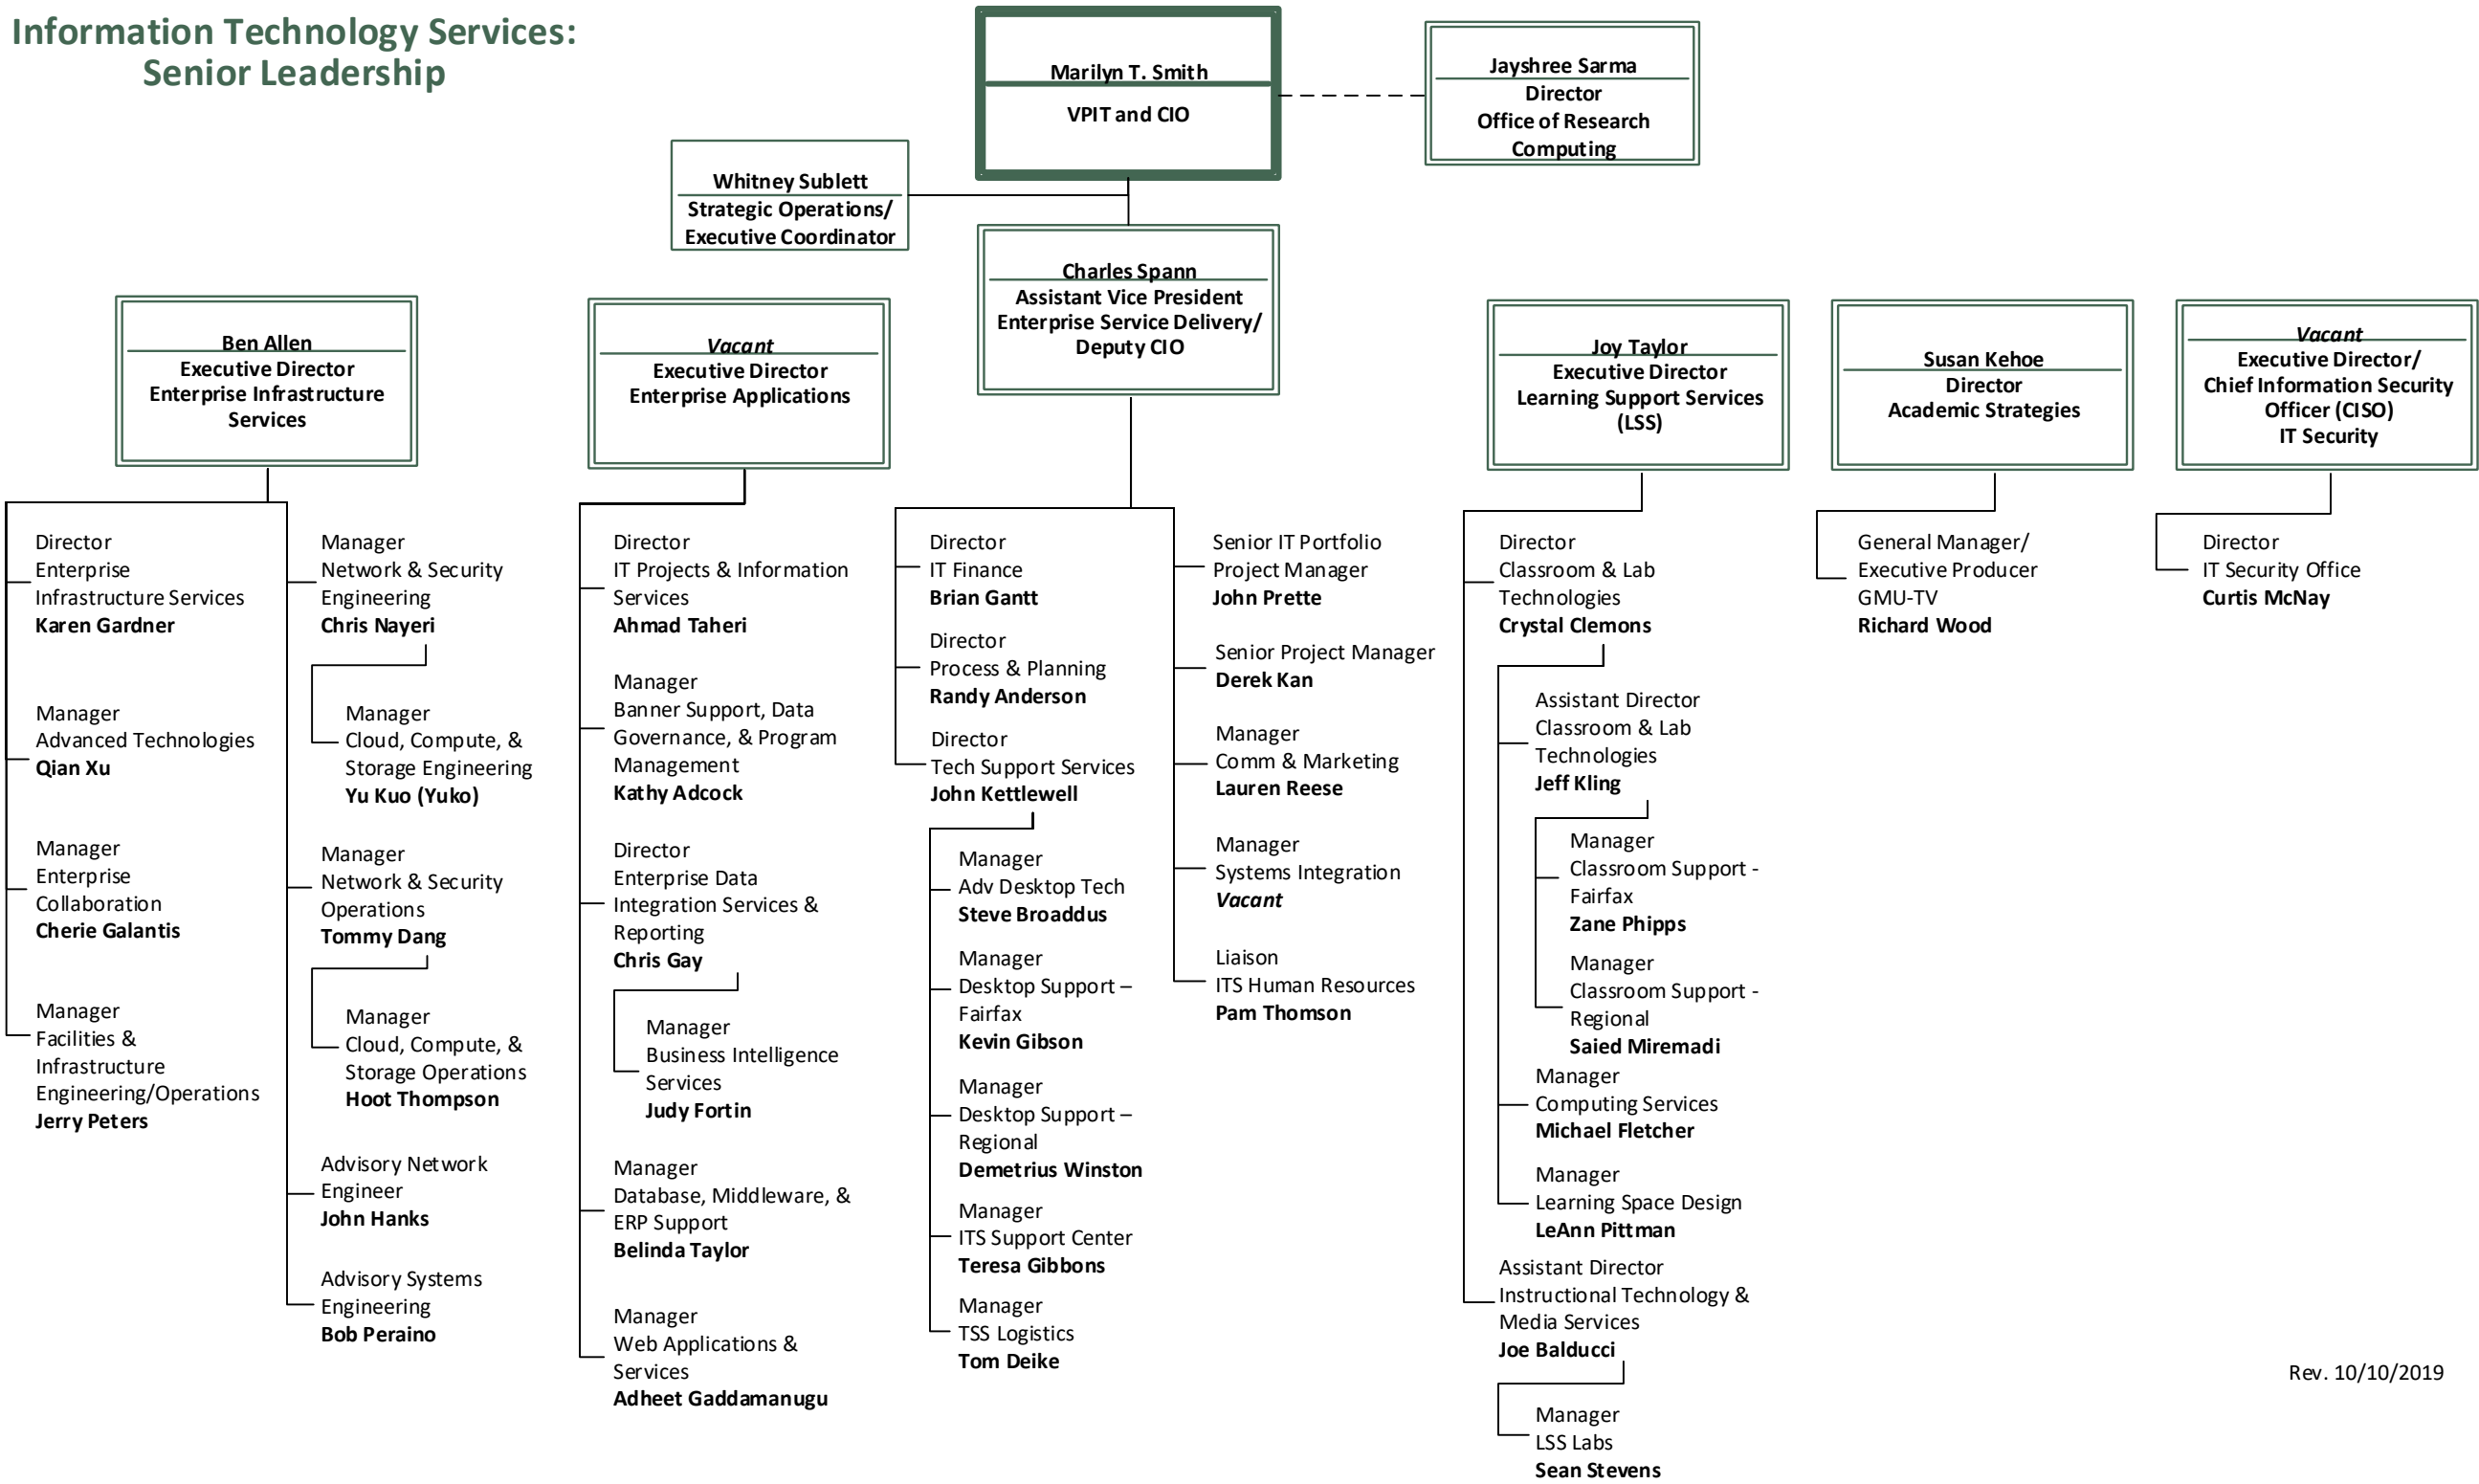 Information Technology Services:
Senior Leadership
Marilyn T. Smith
VPIT and CIO
Jayshree Sarma
Director
Office of Research
Computing
Whitney Sublett
Strategic Operations/
Executive Coordinator
Charles Spann
Assistant Vice President
Enterprise Service Delivery/
Deputy CIO
Ben Allen
Executive Director
Enterprise Infrastructure
Services
Vacant
Executive Director
Enterprise Applications
Joy Taylor
Executive Director
Learning Support Services
(LSS)
Susan Kehoe
Director
Academic Strategies
Vacant
Executive Director/
Chief Information Security
Officer (CISO)
IT Security
Director
Enterprise
Infrastructure Services
Karen Gardner
Manager
Advanced Technologies
Qian Xu
Manager
Enterprise
Collaboration
Cherie Galantis
Manager
Facilities &
Infrastructure
Engineering/Operations
Jerry Peters
Manager
Network & Security
Engineering
Chris Nayeri
Manager
Cloud, Compute, &
Storage Engineering
Yu Kuo (Yuko)
Manager
Network & Security
Operations
Tommy Dang
Manager
Cloud, Compute, &
Storage Operations
Hoot Thompson
Advisory Network
Engineer
John Hanks
Advisory Systems
Engineering
Bob Peraino
Director
IT Projects & Information
Services
Ahmad Taheri
Manager
Banner Support, Data
Governance, & Program
Management
Kathy Adcock
Director
Enterprise Data
Integration Services &
Reporting
Chris Gay
Manager
Business Intelligence
Services
Judy Fortin
Manager
Database, Middleware, &
ERP Support
Belinda Taylor
Manager
Web Applications &
Services
Adheet Gaddamanugu
Director
IT Finance
Brian Gantt
Director
Process & Planning
Randy Anderson
Director
Tech Support Services
John Kettlewell
Manager
Adv Desktop Tech
Steve Broaddus
Manager
Desktop Support –
Fairfax
Kevin Gibson
Manager
Desktop Support –
Regional
Demetrius Winston
Manager
ITS Support Center
Teresa Gibbons
Manager
TSS Logistics
Tom Deike
Senior IT Portfolio
Project Manager
John Prette
Senior Project Manager
Derek Kan
Manager
Comm & Marketing
Lauren Reese
Manager
Systems Integration
Vacant
Liaison
ITS Human Resources
Pam Thomson
Director
Classroom & Lab
Technologies
Crystal Clemons
Assistant Director
Classroom & Lab
Technologies
Jeff Kling
Manager
Classroom Support -
Fairfax
Zane Phipps
Manager
Classroom Support -
Regional
Saied Miremadi
Manager
Computing Services
Michael Fletcher
Manager
Learning Space Design
LeAnn Pittman
Assistant Director
Instructional Technology &
Media Services
Joe Balducci
Manager
LSS Labs
Sean Stevens
General Manager/
Executive Producer
GMU-TV
Richard Wood
Director
IT Security Office
Curtis McNay
Rev. 10/10/2019